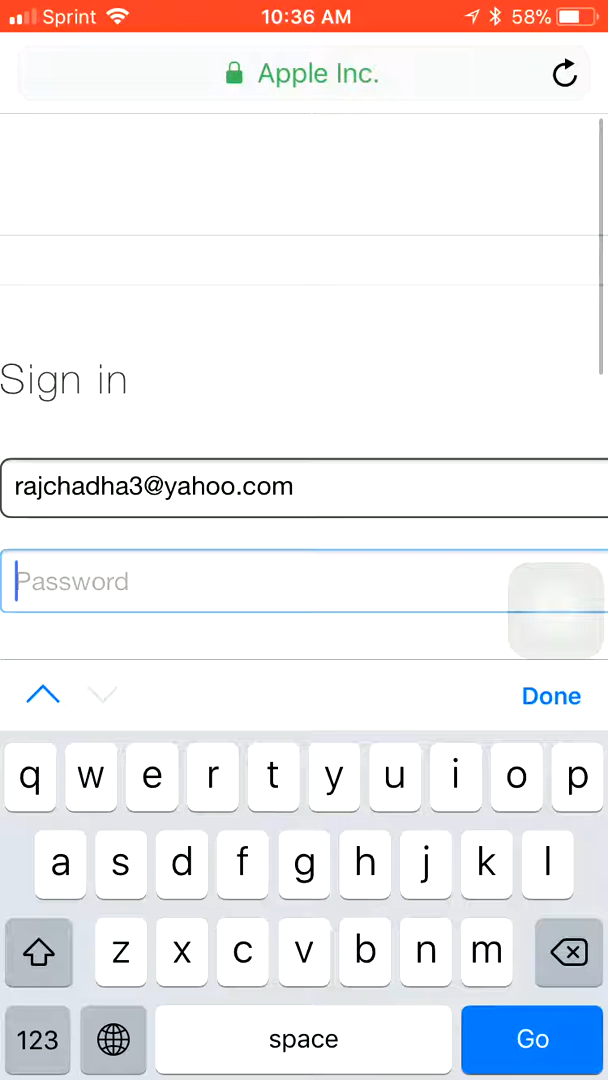 Sprint 10:36 AM 58%
Apple Inc.
Sign in
rajchadha3@yahoo.com
Password
Done
q w e r t y u i o p
a s d f g h j k l
z x c v b n m
123 space Go